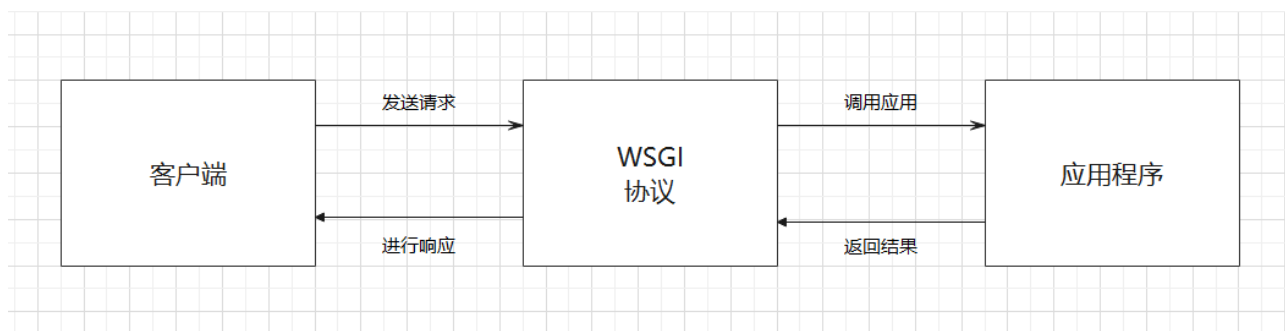 发送请求
调用应用
客户端
WSGI
协议
应用程序
进行响应
返回结果